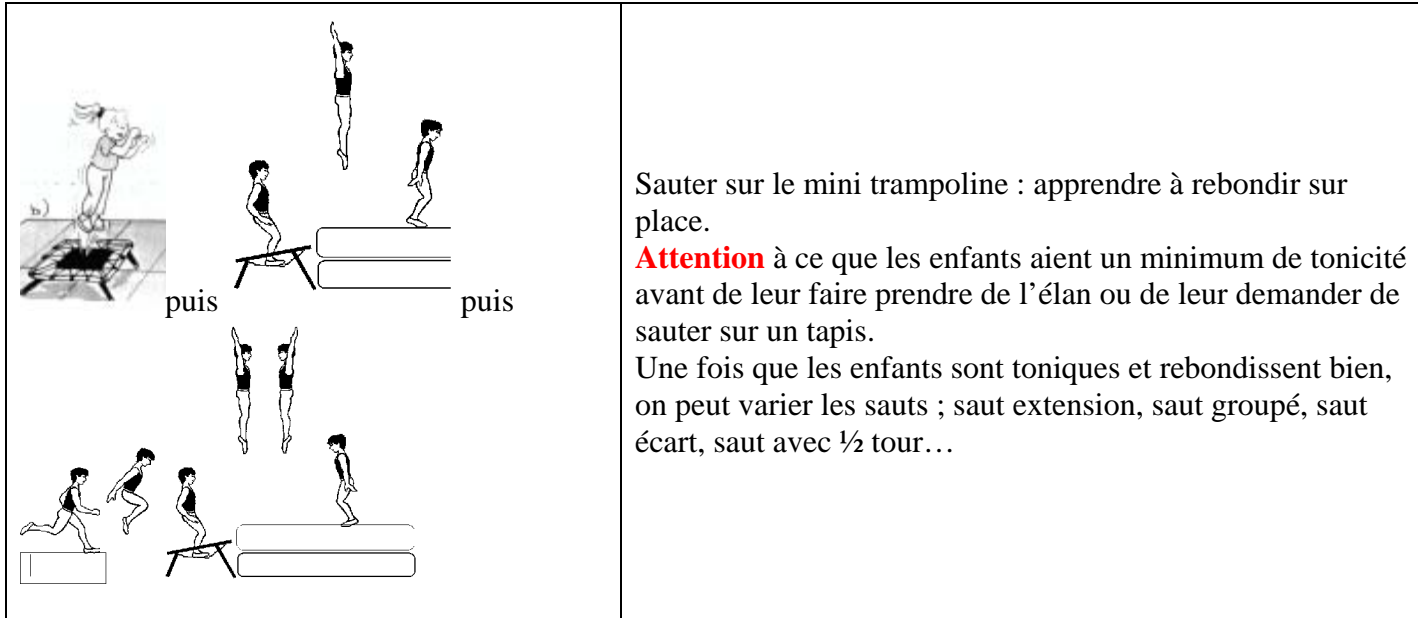 b)
puis
puis
Sauter sur le mini trampoline : apprendre à rebondir sur
place.
Attention à ce que les enfants aient un minimum de tonicité
avant de leur faire prendre de l’élan ou de leur demander de
sauter sur un tapis.
Une fois que les enfants sont toniques et rebondissent bien,
on peut varier les sauts ; saut extension, saut groupé, saut
écart, saut avec ½ tour…